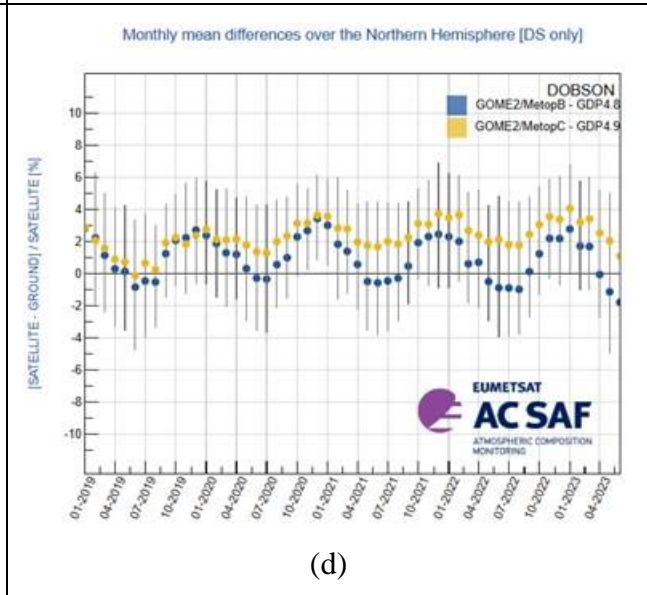 Monthly mean differences over the Northern Hemisphere [DS only]
DOBSON
GOME2/MetopB - GDP4.8
GOME2/MetopC - GDP4.9
[SATELLITE - GROUND] / SATELLITE [%]
10
8
6
4
2
0
-2
-4
-6
-8
-10
EUMETSAT
AC SAF
ATMOSPHERIC COMPOSITION
MONITORING
01-2019
04-2019
07-2019
10-2019
01-2020
04-2020
07-2020
10-2020
01-2021
04-2021
07-2021
10-2021
01-2022
04-2022
07-2022
10-2022
01-2023
04-2023
(d)